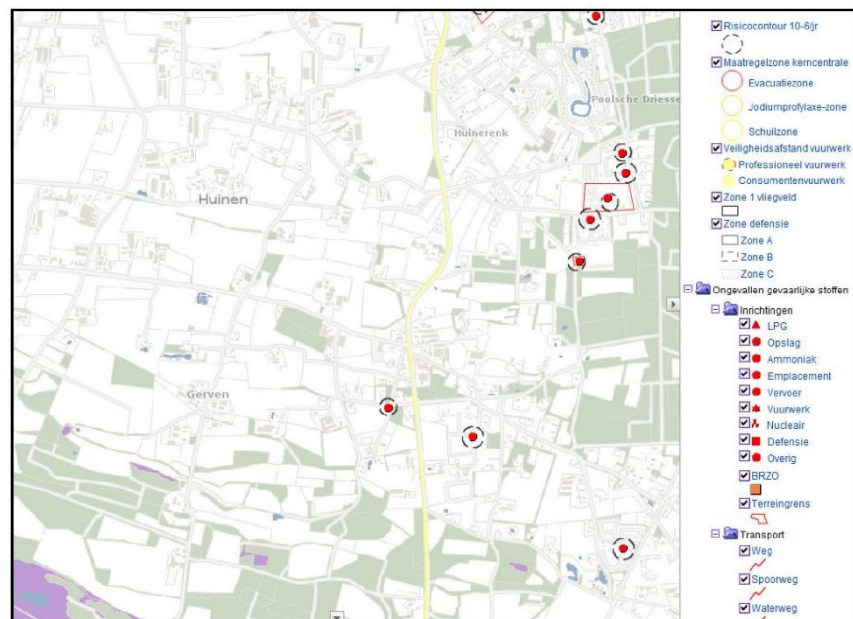 Poolsche Driesse
Huinerenk
Huinen
Gerven
Risicocontour 10-6/jr
Maatregelzone kerncentrale
Evacuatiezone
Jodiumprofylaxe-zone
Schuilzone
Veiligheidsafstand vuurwerk
Professioneel vuurwerk
Consumentenvuurwerk
Zone 1 vliegveld
Zone defensie
Zone A
Zone B
Zone C
Ongevallen gevaarlijke stoffen
Inrichtingen
LPG
Opslag
Ammoniak
Emplacement
Vervoer
Vuurwerk
Nucleair
Defensie
Overig
BRZO
Terreingrens
Transport
Weg
Spoorweg
Waterweg